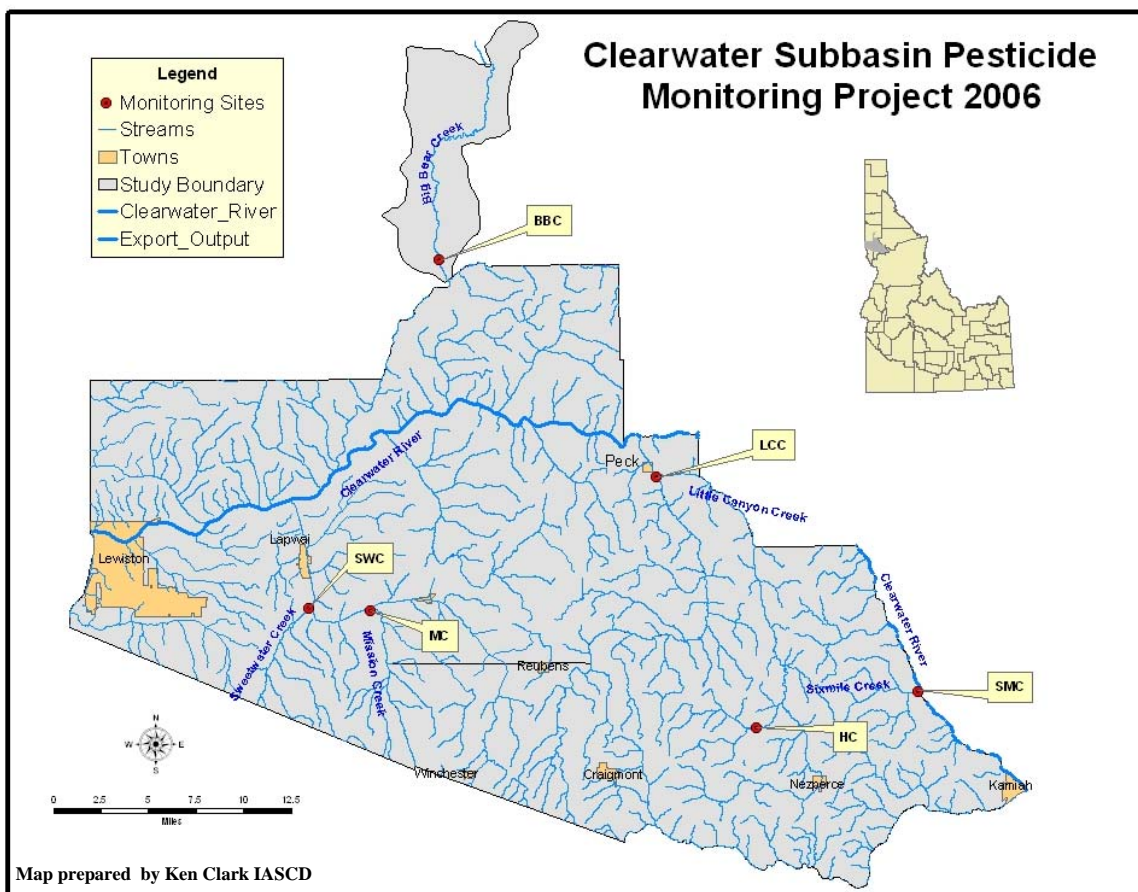 Clearwater Subbasin Pesticide
Monitoring Project 2006
Legend
Monitoring Sites
Streams
Towns
Study Boundary
Clearwater_River
Export_Output
Big Bear Creek
BBC
Clearwater River
Peck
LCC
Little Canyon Creek
Lewiston
Lapwai
SWC
MC
Sweetwater Creek
Mission Creek
Reubens
Clearwater River
Sixmile Creek
SMC
HC
Winchester
Craigmont
Nezperce
Kamiah
N
W E
S
0 2.5 5 7.5 10 12.5
Miles
Map prepared by Ken Clark IASCD